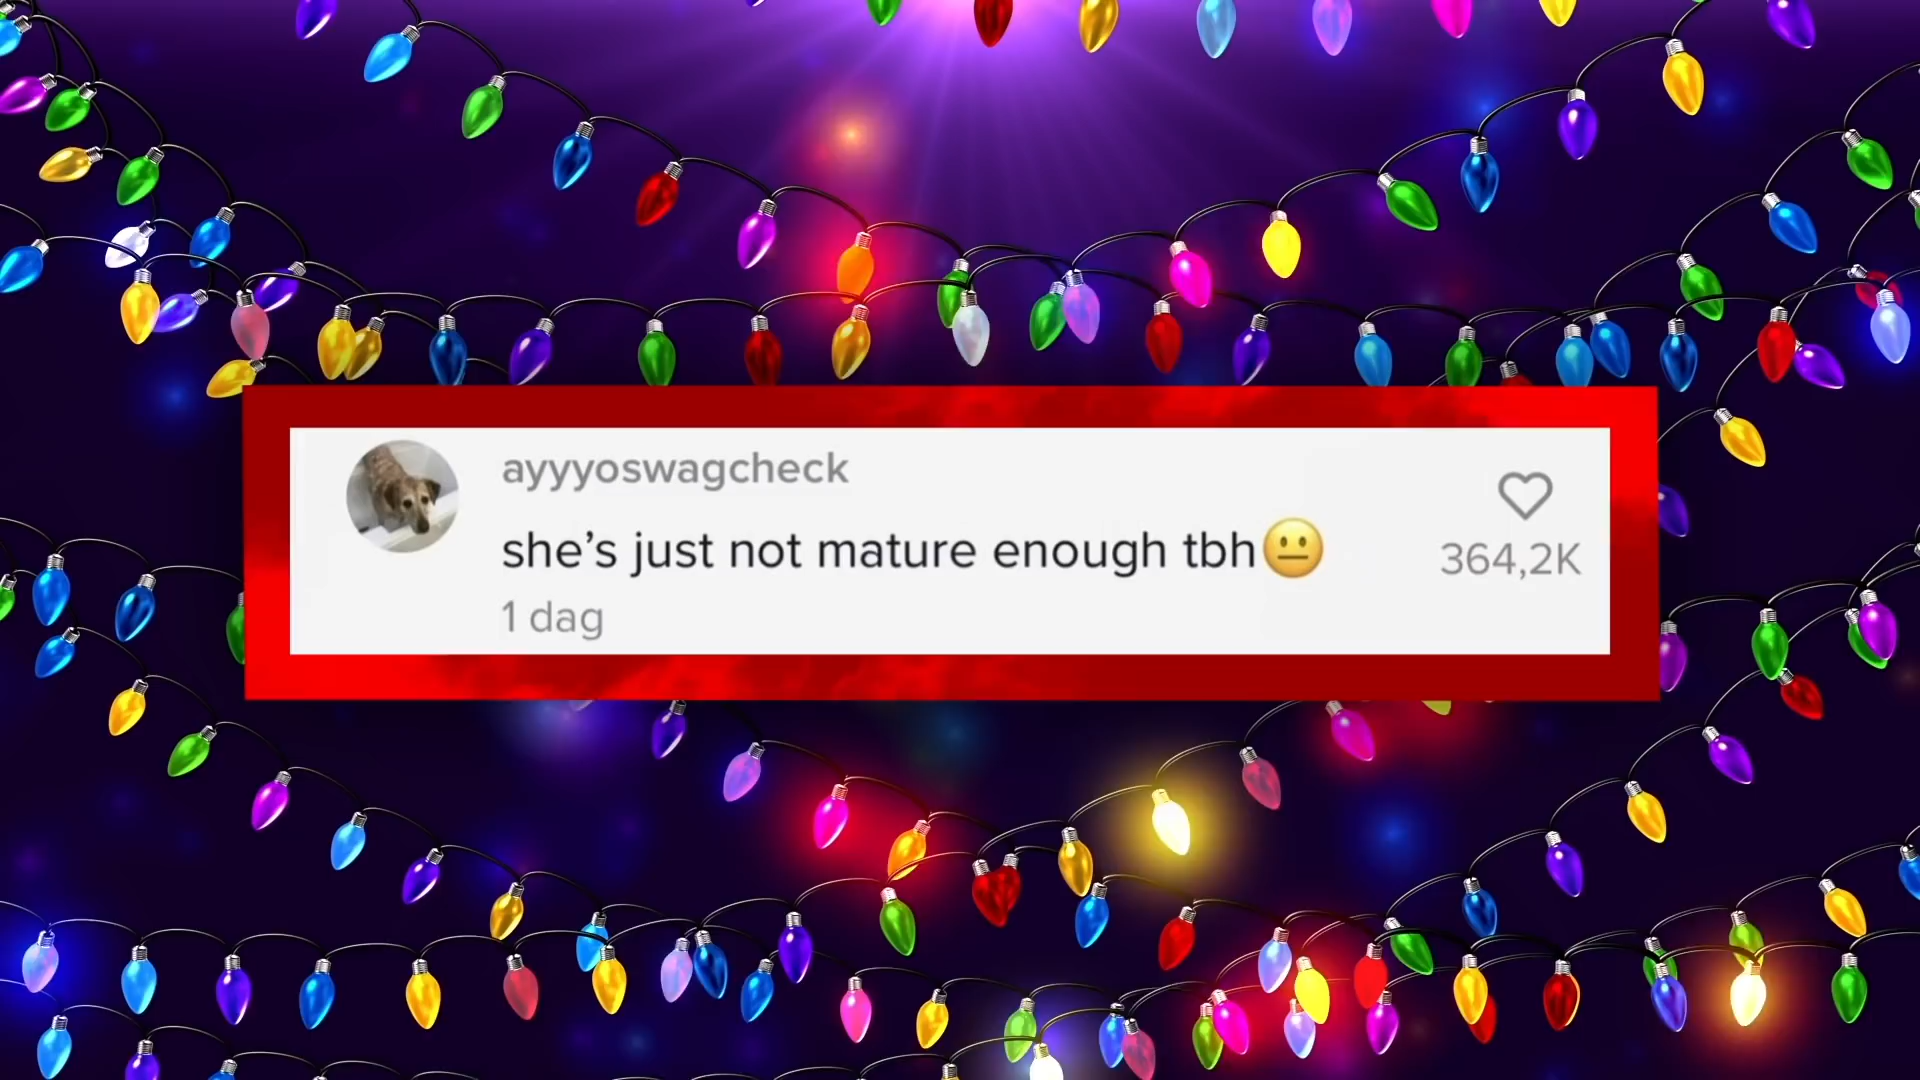 ayyyoswagcheck
she’s just not mature enough tbh😐
364,2K
1 dag